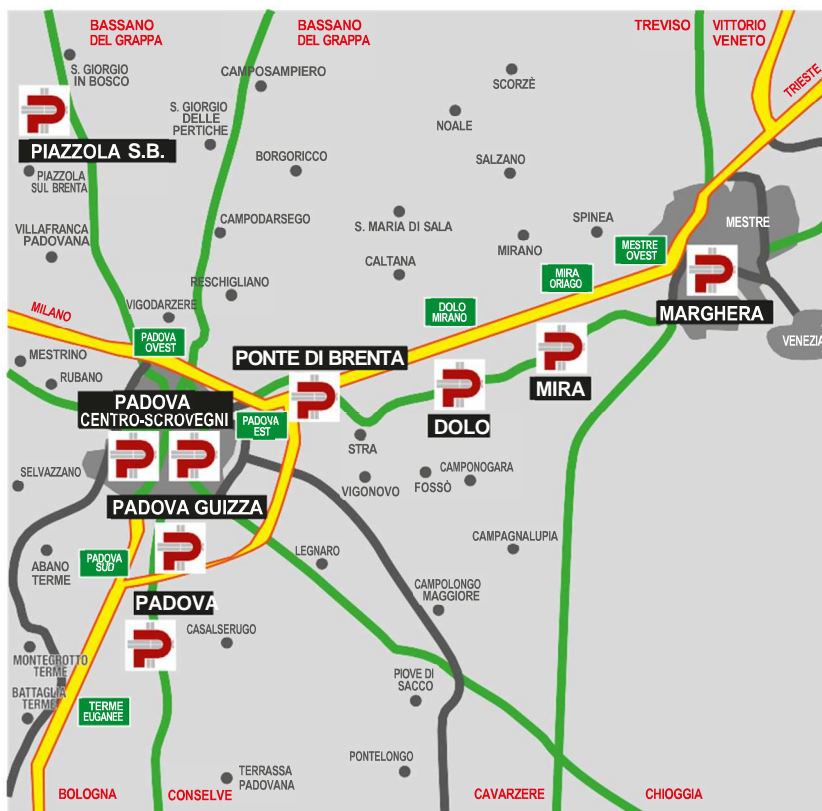 BASSANO
DEL GRAPPA
BASSANO
DEL GRAPPA
TREVISO
VITTORIO
VENETO
TRIESTE
S. GIORGIO
IN BOSCO
CAMPOSAMPIERO
SCORZÈ
S. GIORGIO
DELLE
PERTICHE
NOALE
PIAZZOLA S.B.
BORGORICCO
SALZANO
PIAZZOLA
SUL BRENTA
CAMPODARSEGO
S. MARIA DI SALA
SPINEA
MESTRE
VILLAFRANCA
PADOVANA
MIRANO
MESTRE
OVEST
CALTANA
MIRA
ORIAGO
RESCHIGLIANO
VIGODARZERE
DOLO
MIRANO
MILANO
MARGHERA
PADOVA
OVEST
VENEZIA
MESTRINO
PONTE DI BRENTA
RUBANO
MIRA
PADOVA
CENTRO-SCROVEGNI
PADOVA
EST
DOLO
STRA
SELVAZZANO
VIGONOVO
FOSSÒ
CAMPONOGARA
PADOVA GUIZZA
CAMPAGNALUPIA
ABANO
TERME
PADOVA
SUD
LEGNARO
CAMPOLONGO
MAGGIORE
PADOVA
CASALSERUGO
MONTEGROTTO
TERME
PIOVE DI
SACCO
BATTAGLIA
TERME
TERME
EUGANEE
PONTELONGO
TERRASSA
PADOVANA
BOLOGNA
CONSELVE
CAVARZERE
CHIOGGIA